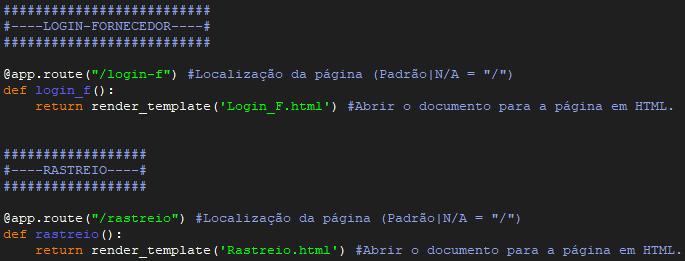 ##########################
#----LOGIN-FORNECEDOR----#
##########################
@app.route("/login-f") #Localização da página (Padrão|N/A = "/")
def login_f():
    return render_template('Login_F.html') #Abrir o documento para a página em HTML.
##################
#----RASTREIO----#
##################
@app.route("/rastreio") #Localização da página (Padrão|N/A = "/")
def rastreio():
    return render_template('Rastreio.html') #Abrir o documento para a página em HTML.